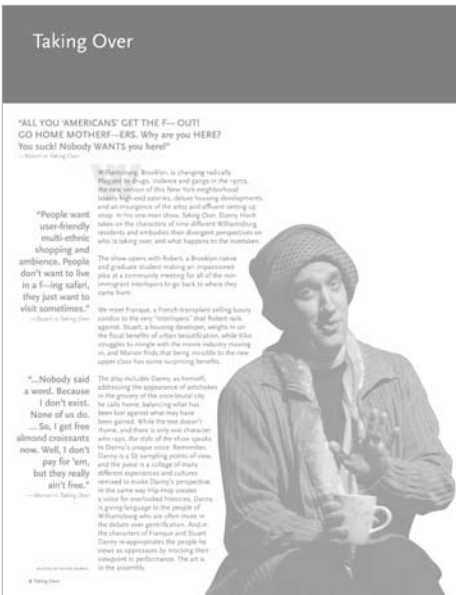 Taking Over
"ALL YOU 'AMERICANS' GET THE F— OUT!
GO HOME MOTHERF—ERS. Why are you HERE?
You suck! Nobody WANTS you here!"
—Robert in Taking Over
Williamsburg, Brooklyn, is changing radically.
Plagued by drugs, violence and gangs in the 1970s,
the new version of this New York neighborhood
boasts high-end eateries, deluxe housing developments
and an insurgence of the artsy and affluent setting up
shop. In his one-man show, Taking Over, Danny Hoch
takes on the characters of nine different Williamsburg
residents and embodies their divergent perspectives on
who is taking over, and what happens to the overtaken.
The show opens with Robert, a Brooklyn native
and graduate student making an impassioned
plea at a community meeting for all of the non-
immigrant interlopers to go back to where they
came from.
We meet Franque, a French transplant selling luxury
condos to the very "interlopers" that Robert rails
against. Stuart, a housing developer, weighs in on
the fiscal benefits of urban beautification, while Kiko
struggles to mingle with the movie industry moving
in, and Marion finds that being invisible to the new
upper class has some surprising benefits.
The play includes Danny, as himself,
addressing the appearance of artichokes
in the grocery of the once-brutal city
he calls home, balancing what has
been lost against what may have
been gained. While the text doesn't
rhyme, and there is only one character
who raps, the style of the show speaks
to Danny's unique voice. Remember,
Danny is a DJ sampling points of view,
and the piece is a collage of many
different experiences and cultures
remixed to evoke Danny's perspective.
In the same way Hip-Hop creates
a voice for overlooked histories, Danny
is giving language to the people of
Williamsburg who are often mute in
the debate over gentrification. And in
the characters of Franque and Stuart
Danny re-appropriates the people he
views as oppressors by mocking their
viewpoint in performance. The art is
in the assembly.
"People want
user-friendly
multi-ethnic
shopping and
ambience. People
don't want to live
in a f—ing safari,
they just want to
visit sometimes."
—Stuart in Taking Over
"...Nobody said
a word. Because
I don't exist.
None of us do.
... So, I get free
almond croissants
now. Well, I don't
pay for 'em,
but they really
ain't free."
—Marion in Taking Over
PHOTO BY
Taking Over